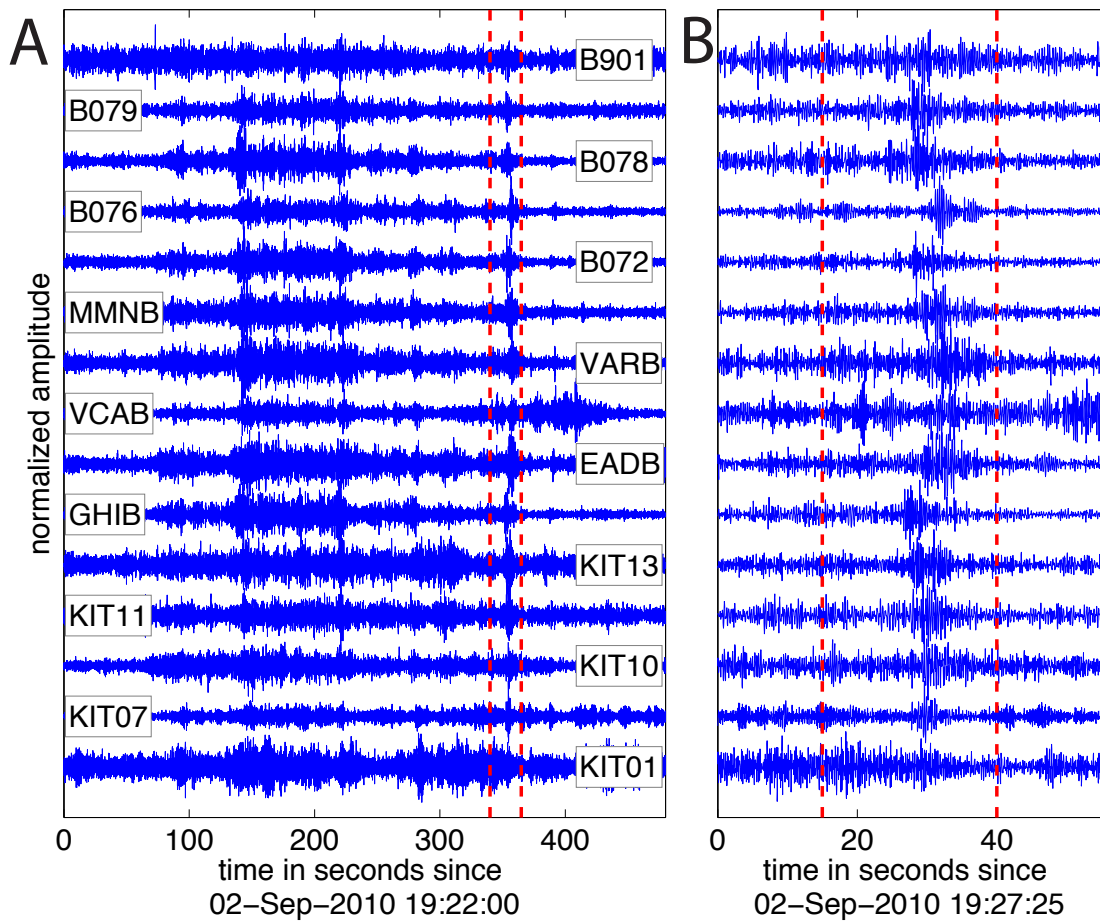 A
B
B901
B079
B078
B076
B072
MMNB
VARB
VCAB
EADB
GHIB
KIT13
KIT11
KIT10
KIT07
KIT01
normalized amplitude
0 100 200 300 400
time in seconds since
02-Sep-2010 19:22:00
0 20 40
time in seconds since
02-Sep-2010 19:27:25